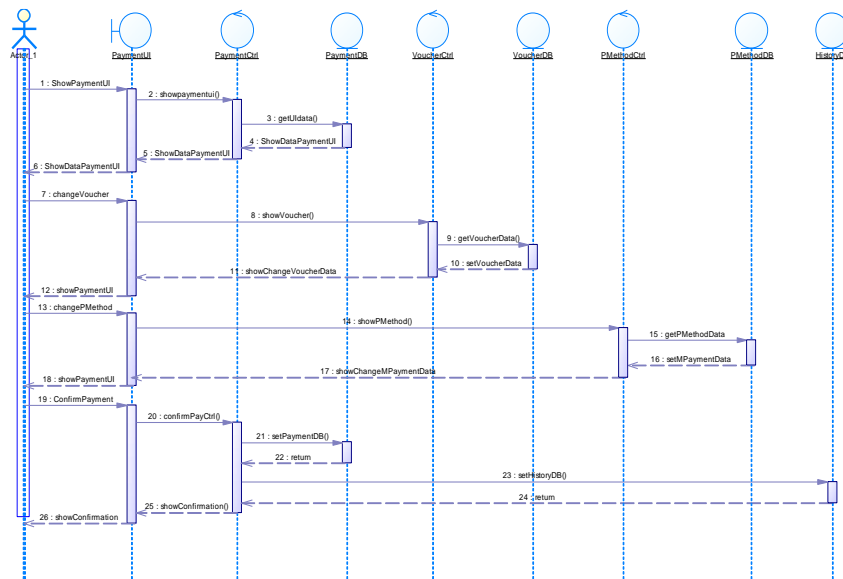 Actor_1 PaymentUI PaymentCtrl PaymentDB VoucherCtrl VoucherDB PMethodCtrl PMethodDB HistoryD
1 : ShowPaymentUI
2 : showpaymentui()
3 : getUIdata()
4 : ShowDataPaymentUI
5 : ShowDataPaymentUI
6 : ShowDataPaymentUI
7 : changeVoucher
8 : showVoucher()
9 : getVoucherData()
10 : setVoucherData
11 : showChangeVoucherData
12 : showPaymentUI
13 : changePMethod
14 : showPMethod()
15 : getPMethodData
16 : setMPaymentData
17 : showChangeMPaymentData
18 : showPaymentUI
19 : ConfirmPayment
20 : confirmPayCtrl()
21 : setPaymentDB()
22 : return
23 : setHistoryDB()
24 : return
25 : showConfirmation()
26 : showConfirmation